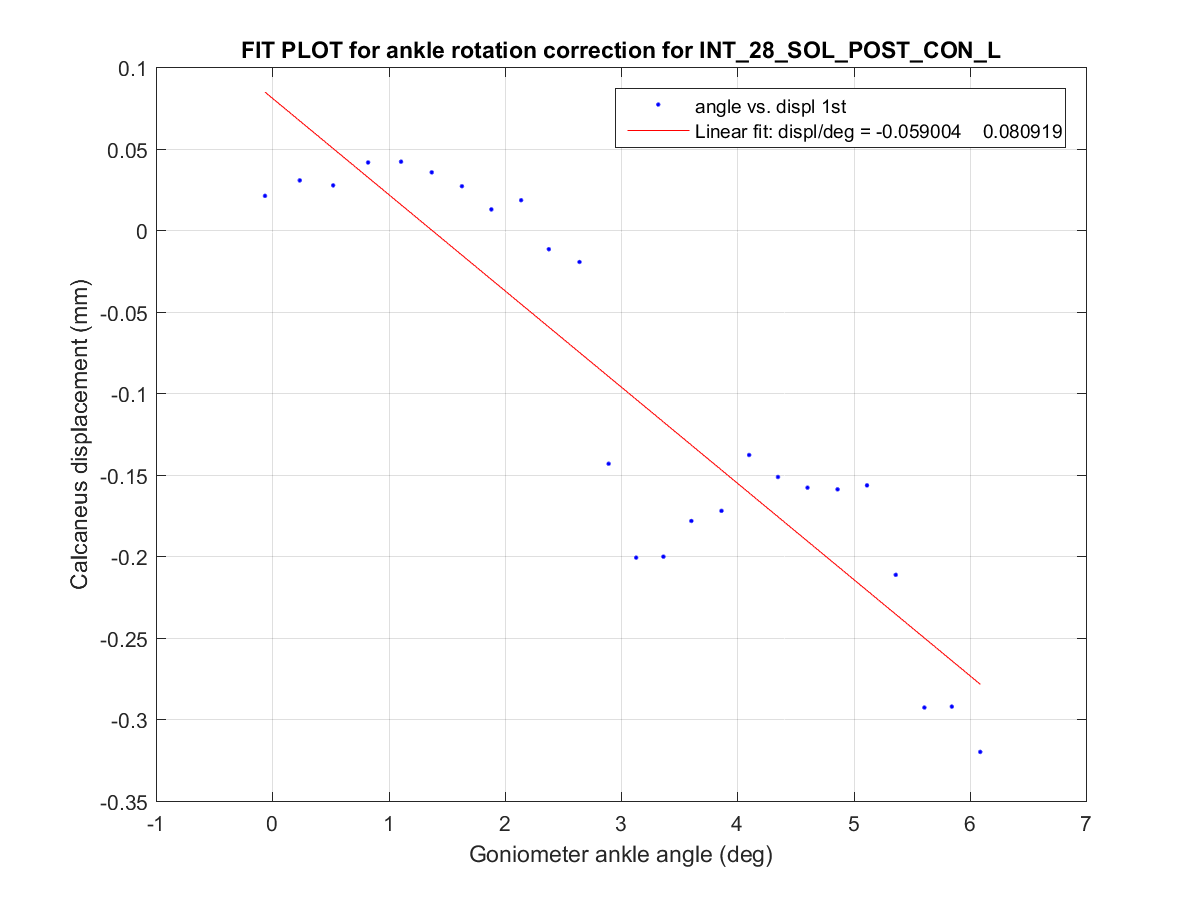 FIT PLOT for ankle rotation correction for INT_28_SOL_POST_CON_L
0.1
0.05
0
-0.05
-0.1
-0.15
-0.2
-0.25
-0.3
-0.35
Calcaneus displacement (mm)
angle vs. displ 1st
Linear fit: displ/deg = -0.059004 0.080919
-1 0 1 2 3 4 5 6 7
Goniometer ankle angle (deg)